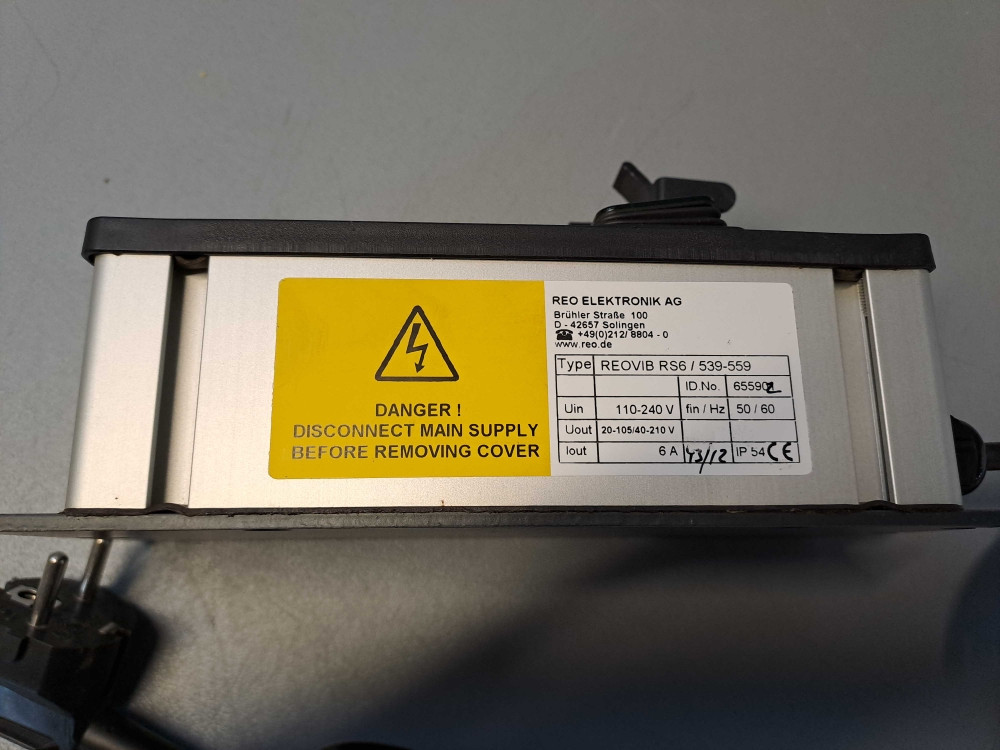 DANGER !
DISCONNECT MAIN SUPPLY
BEFORE REMOVING COVER
REO ELEKTRONIK AG
Brühler Straße 100
D - 42657 Solingen
☎ +49(0)212/ 8804 - 0
www.reo.de
Type REOVIB RS6 / 539-559
ID.No. 655902
Uin 110-240 V fin / Hz 50 / 60
Uout 20-105/40-210 V
Iout 6 A 43/12 IP 54 CE